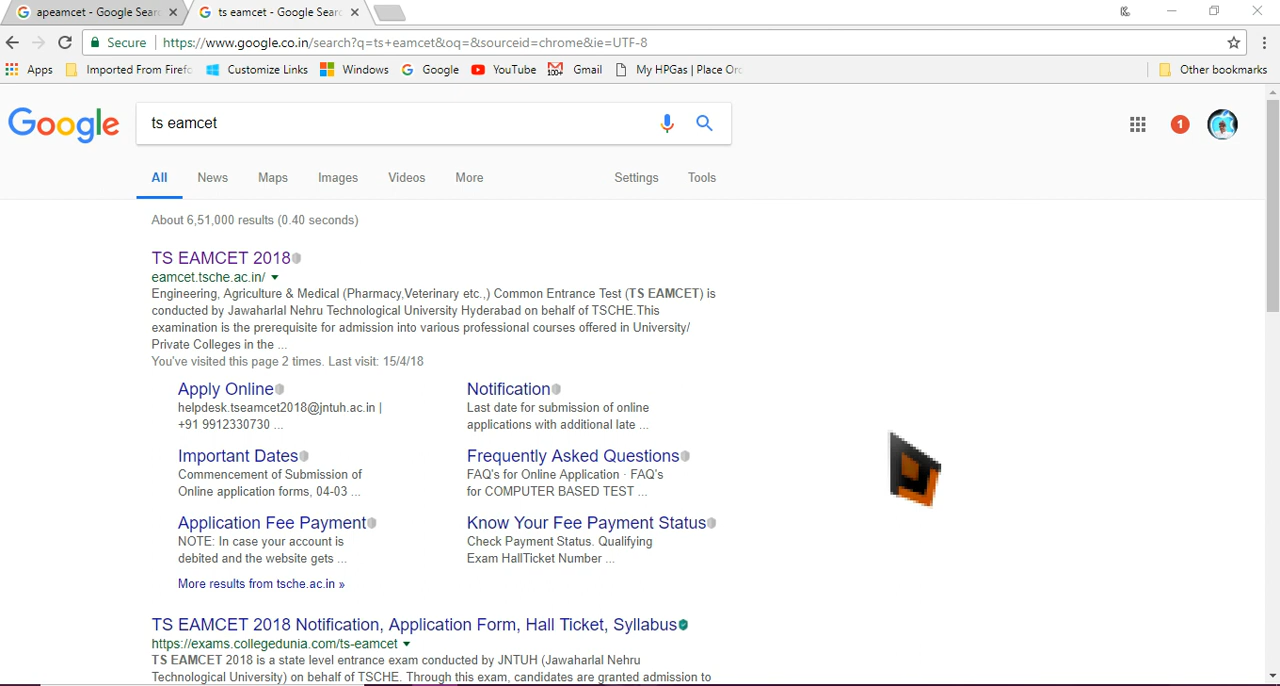 apeamcet - Google Sear
ts eamcet - Google Sear
Secure
https://www.google.co.in/search?q=ts+eamcet&oq=&sourceid=chrome&ie=UTF-8
Apps
Imported From Firefo
Customize Links
Windows
Google
YouTube
100+
Gmail
My HPGas | Place Or
Other bookmarks
Google
ts eamcet
1
All
News
Maps
Images
Videos
More
Settings
Tools
About 6,51,000 results (0.40 seconds)
TS EAMCET 2018
eamcet.tsche.ac.in/
Engineering, Agriculture & Medical (Pharmacy,Veterinary etc.,) Common Entrance Test (TS EAMCET) is
conducted by Jawaharlal Nehru Technological University Hyderabad on behalf of TSCHE.This
examination is the prerequisite for admission into various professional courses offered in University/
Private Colleges in the ...
You've visited this page 2 times. Last visit: 15/4/18
Apply Online
helpdesk.tseamcet2018@jntuh.ac.in |
+91 9912330730 ...
Notification
Last date for submission of online
applications with additional late ...
Important Dates
Commencement of Submission of
Online application forms, 04-03 ...
Frequently Asked Questions
FAQ's for Online Application · FAQ's
for COMPUTER BASED TEST ...
Application Fee Payment
NOTE: In case your account is
debited and the website gets ...
Know Your Fee Payment Status
Check Payment Status. Qualifying
Exam HallTicket Number ...
More results from tsche.ac.in »
TS EAMCET 2018 Notification, Application Form, Hall Ticket, Syllabus
https://exams.collegedunia.com/ts-eamcet
TS EAMCET 2018 is a state level entrance exam conducted by JNTUH (Jawaharlal Nehru
Technological University) on behalf of TSCHE. Through this exam, candidates are granted admission to